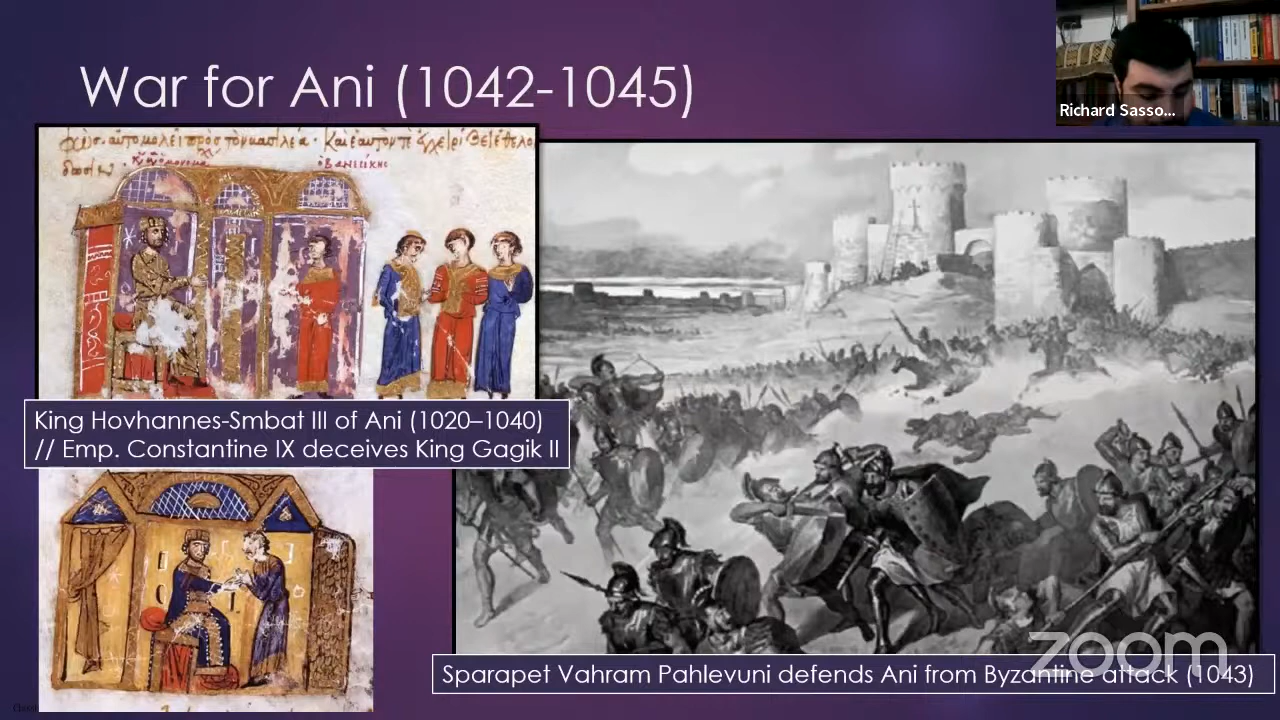 War for Ani (1042-1045)
Richard Sasso...
King Hovhannes-Smbat III of Ani (1020–1040)
// Emp. Constantine IX deceives King Gagik II
zoom
Sparapet Vahram Pahlevuni defends Ani from Byzantine attack (1043)